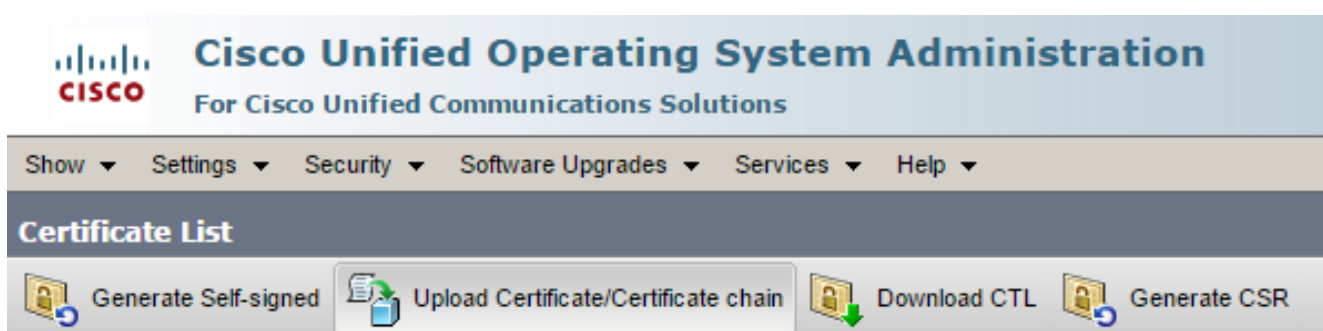 Cisco Unified Operating System Administration
CISCO
For Cisco Unified Communications Solutions
Show Settings Security Software Upgrades Services Help
Certificate List
Generate Self-signed Upload Certificate/Certificate chain Download CTL Generate CSR